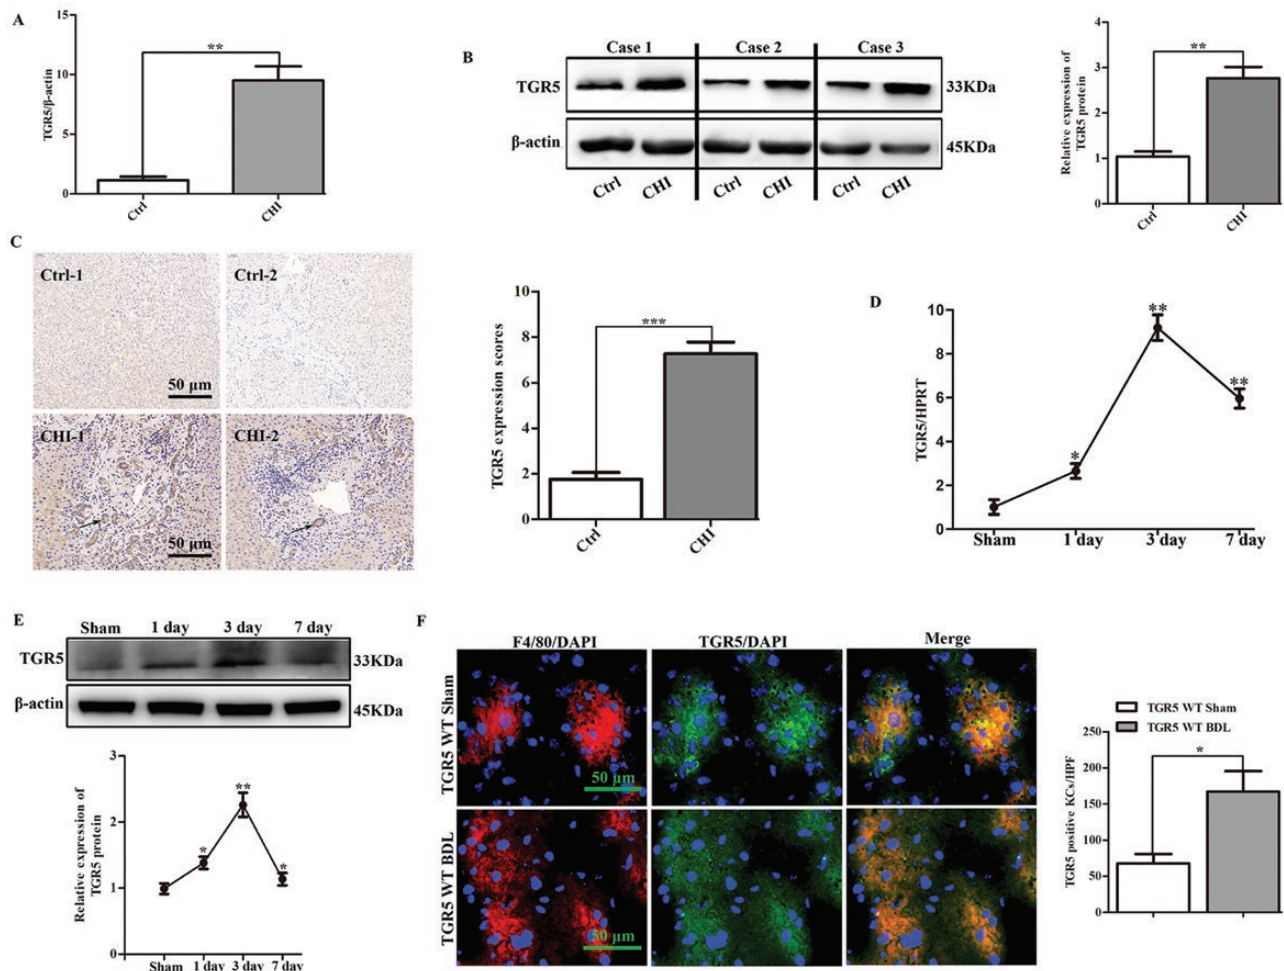 A
15
10
5
0
TGR5/β-actin
**
Ctrl
CHI
B
Case 1
Case 2
Case 3
TGR5
33KDa
β-actin
45KDa
Ctrl
CHI
Ctrl
CHI
Ctrl
CHI
4
3
2
1
0
Relative expression of
TGR5 protein
**
Ctrl
CHI
C
Ctrl-1
50 μm
Ctrl-2
CHI-1
50 μm
CHI-2
10
8
6
4
2
0
TGR5 expression scores
***
Ctrl
CHI
D
10
8
6
4
2
0
TGR5/HPRT
*
**
**
Sham
1 day
3 day
7 day
E
Sham
1 day
3 day
7 day
TGR5
33KDa
β-actin
45KDa
3
2
1
0
Relative expression of
TGR5 protein
*
**
*
Sham
1 day
3 day
7 day
F
F4/80/DAPI
TGR5/DAPI
Merge
TGR5 WT Sham
50 μm
TGR5 WT BDL
50 μm
TGR5 WT Sham
TGR5 WT BDL
250
200
150
100
50
0
TGR5 positive KCs/HPF
*